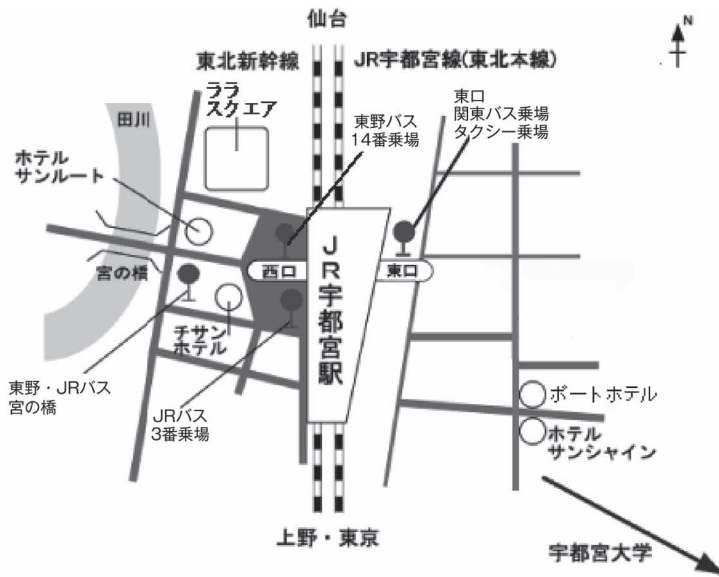 仙台
N
東北新幹線
JR宇都宮線(東北本線)
ララ
スクエア
東口
関東バス乗場
タクシー乗場
田川
東野バス
14番乗場
ホテル
サンルート
JR宇都宮駅
西口
東口
宮の橋
チサン
ホテル
東野・JRバス
宮の橋
JRバス
3番乗場
ポートホテル
ホテル
サンシャイン
上野・東京
宇都宮大学